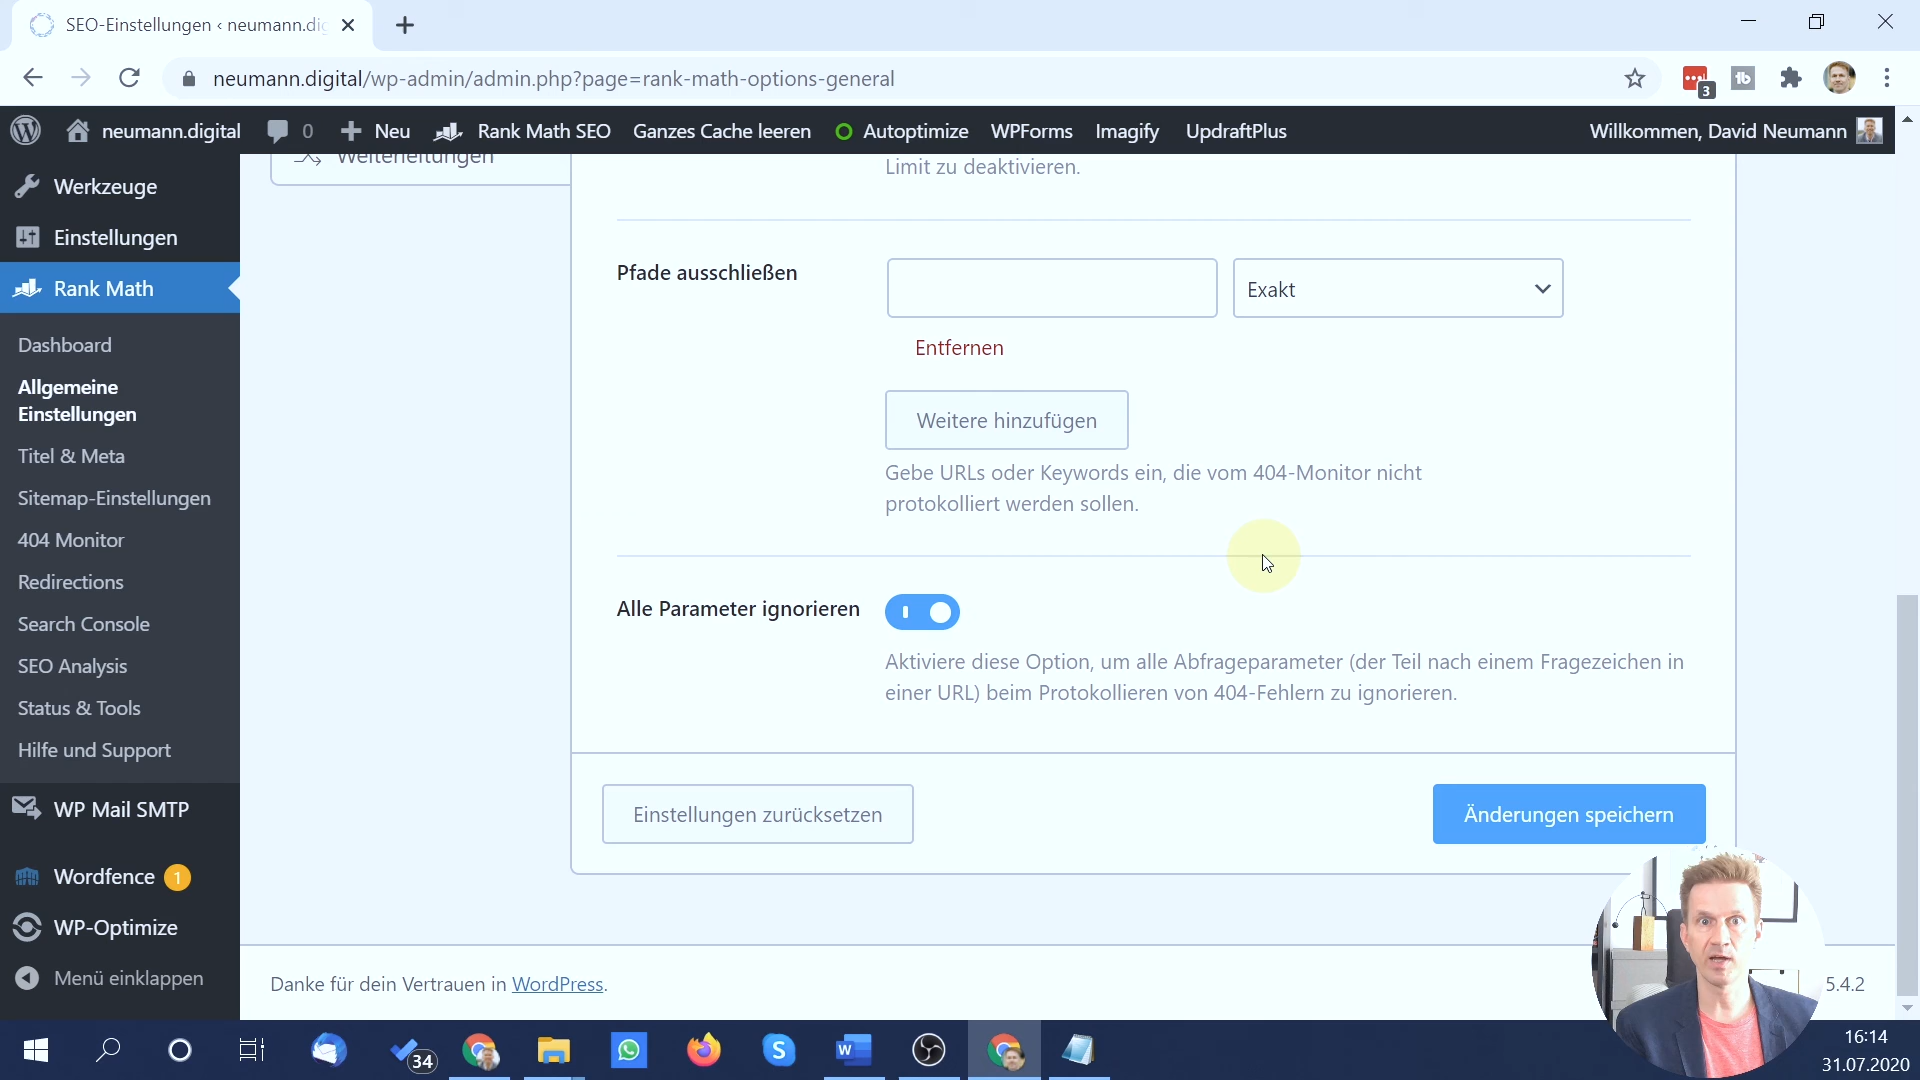 SEO-Einstellungen ‹ neumann.di
neumann.digital/wp-admin/admin.php?page=rank-math-options-general
3
neumann.digital
0
Neu
Rank Math SEO
Ganzes Cache leeren
Autoptimize
WPForms
Imagify
UpdraftPlus
Willkommen, David Neumann
Werkzeuge
Einstellungen
Rank Math
Dashboard
Allgemeine
Einstellungen
Titel & Meta
Sitemap-Einstellungen
404 Monitor
Redirections
Search Console
SEO Analysis
Status & Tools
Hilfe und Support
WP Mail SMTP
Wordfence 1
WP-Optimize
Menü einklappen
Weiterleitungen
Limit zu deaktivieren.
Pfade ausschließen
Exakt
Entfernen
Weitere hinzufügen
Gebe URLs oder Keywords ein, die vom 404-Monitor nicht
protokolliert werden sollen.
Alle Parameter ignorieren
Aktiviere diese Option, um alle Abfrageparameter (der Teil nach einem Fragezeichen in
einer URL) beim Protokollieren von 404-Fehlern zu ignorieren.
Einstellungen zurücksetzen
Änderungen speichern
Danke für dein Vertrauen in WordPress.
5.4.2
34
16:14
31.07.2020